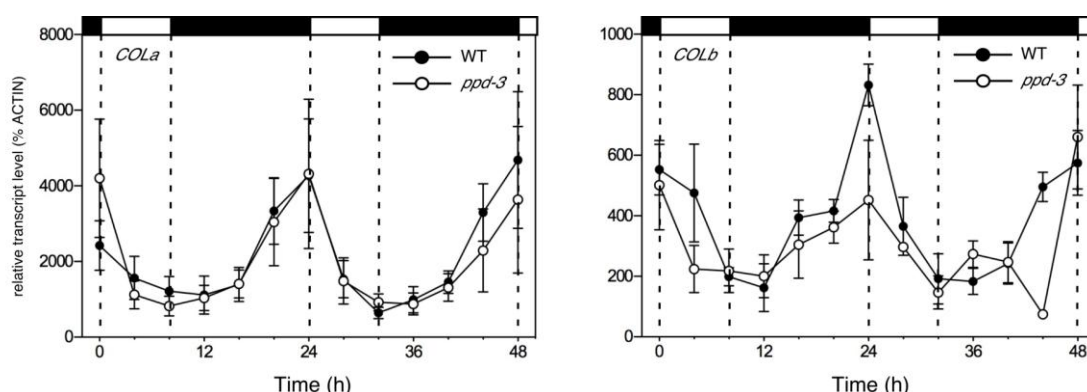 COLa
WT
ppd-3
relative transcript level (% ACTIN)
8000
6000
4000
2000
0
0
12
24
36
48
Time (h)
COLb
WT
ppd-3
1000
800
600
400
200
0
0
12
24
36
48
Time (h)